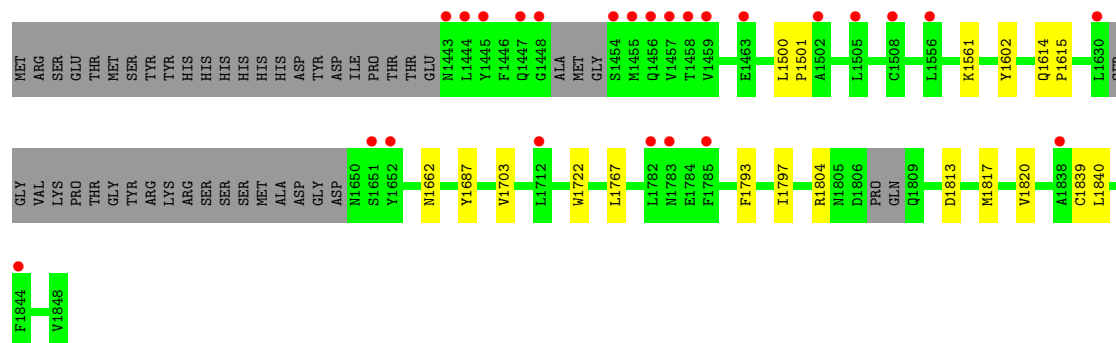 MET ARG SER GLU THR MET SER TYR TYR HIS HIS HIS HIS HIS HIS ASP TYR ASP ILE PRO THR THR GLU N1443 L1444 Y1445 F1446 Q1447 G1448 ALA MET GLY S1454 M1455 Q1456 V1457 T1458 V1459 E1463 L1500 P1501 A1502 L1505 C1508 L1556 K1561 Y1602 Q1614 P1615 L1630 SER
GLY VAL LYS PRO THR GLY TYR ARG LYS ARG SER SER SER MET ALA ASP GLY ASP N1650 S1651 Y1652 N1662 Y1687 V1703 L1712 W1722 L1767 L1782 N1783 E1784 F1785 F1793 I1797 R1804 N1805 D1806 PRO GLN Q1809 D1813 M1817 V1820 A1838 C1839 L1840
F1844 V1848